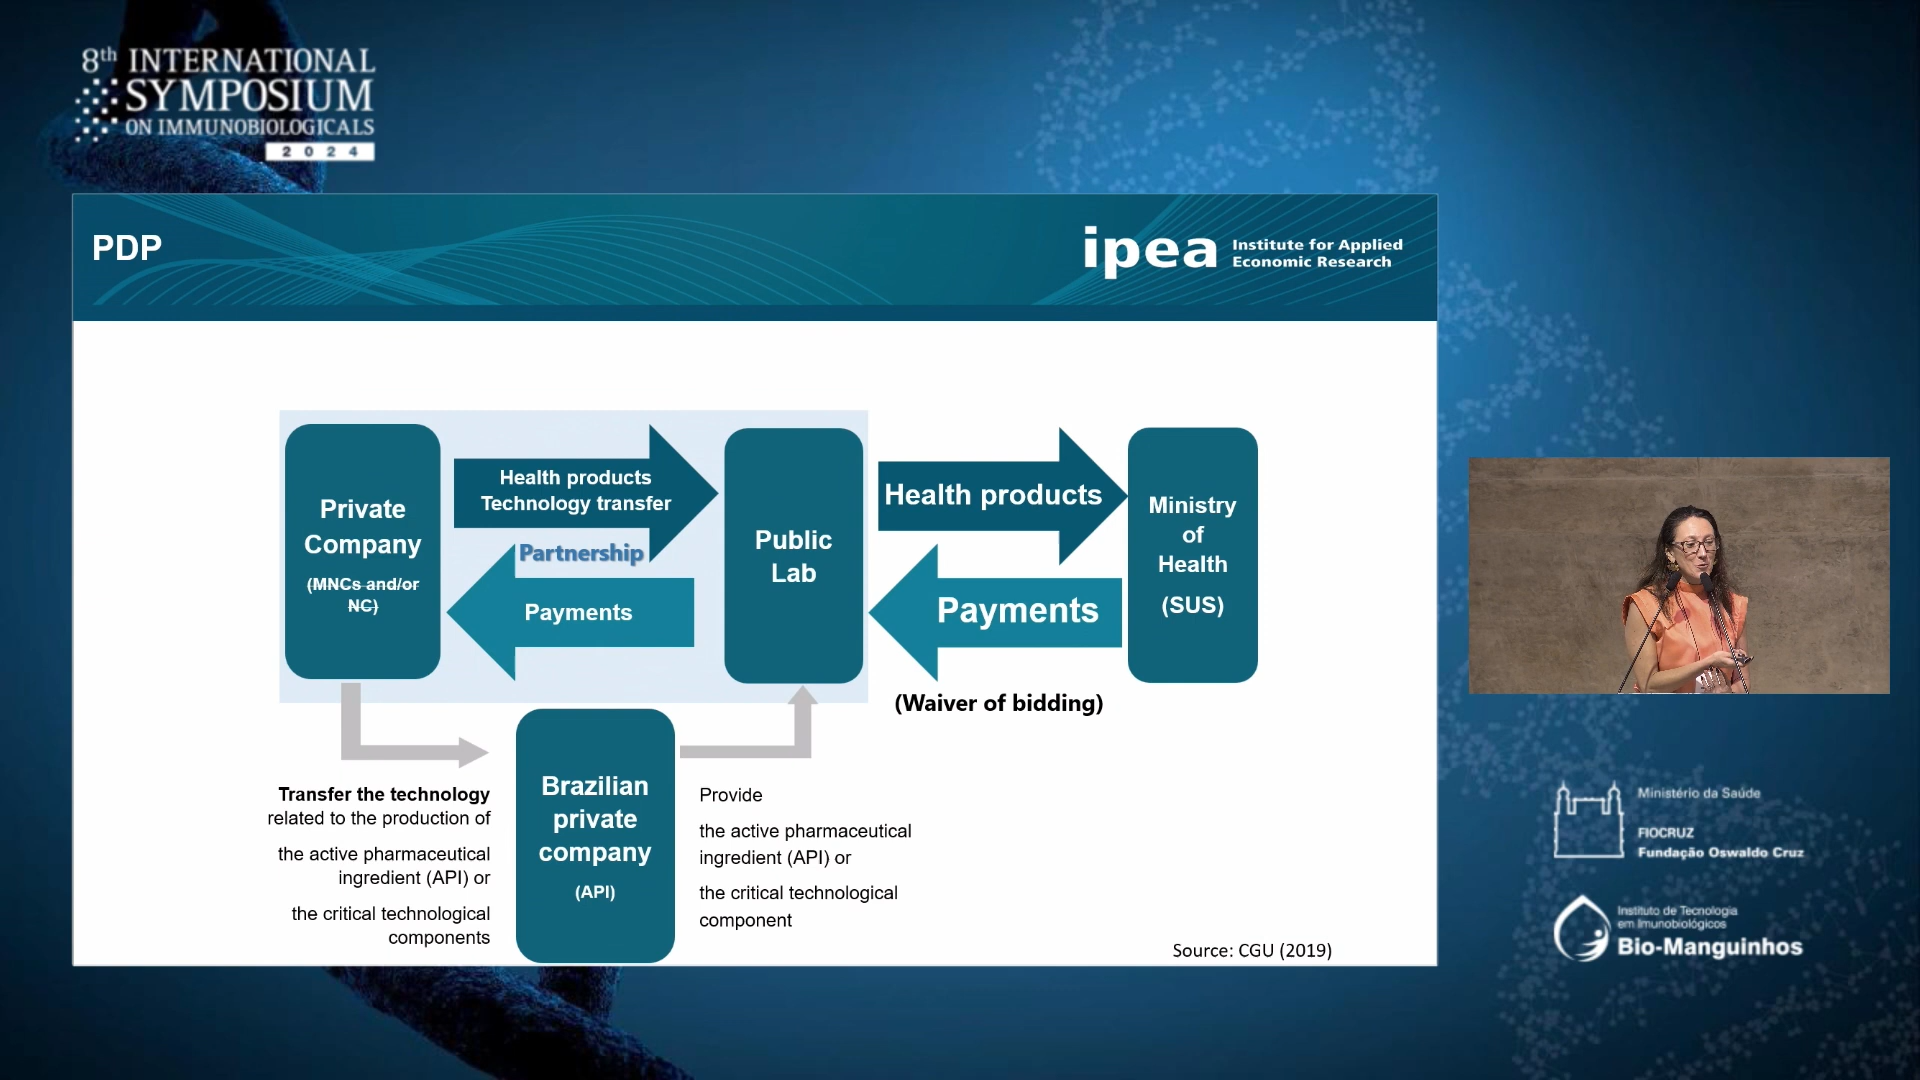 8th INTERNATIONAL
SYMPOSIUM
ON IMMUNOBIOLOGICALS
2024
PDP
ipea
Institute for Applied
Economic Research
Private
Company
(MNCs and/or
NC)
Health products
Technology transfer
Partnership
Payments
Public
Lab
Health products
Payments
(Waiver of bidding)
Ministry
of
Health
(SUS)
Transfer the technology
related to the production of
the active pharmaceutical
ingredient (API) or
the critical technological
components
Brazilian
private
company
(API)
Provide
the active pharmaceutical
ingredient (API) or
the critical technological
component
Source: CGU (2019)
Ministério da Saúde
FIOCRUZ
Fundação Oswaldo Cruz
Instituto de Tecnologia
em Imunobiológicos
Bio-Manguinhos